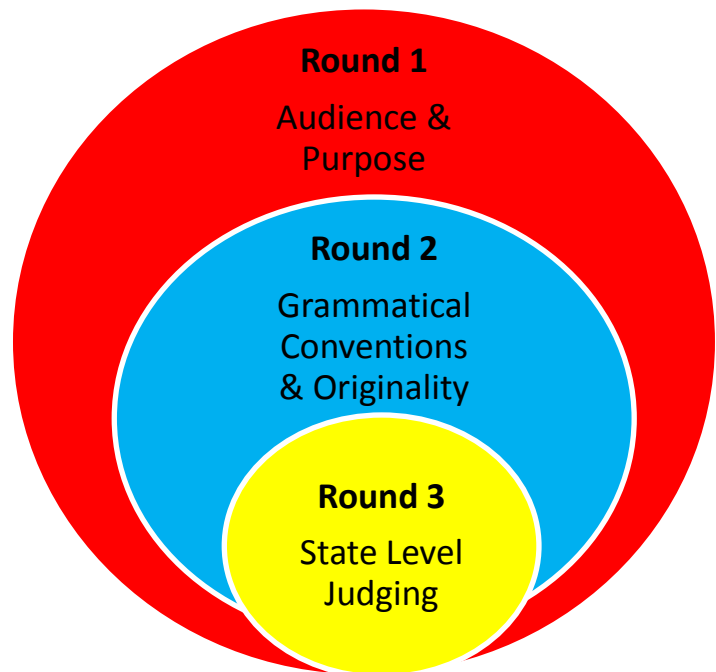 Round 1
Audience &
Purpose
Round 2
Grammatical
Conventions
& Originality
Round 3
State Level
Judging